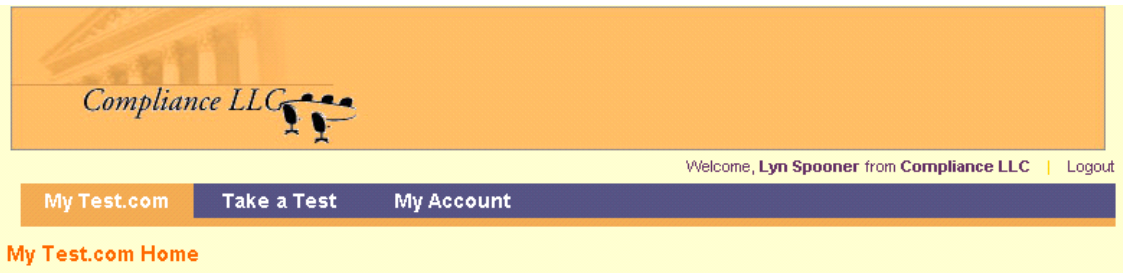 Compliance LLC
Welcome, Lyn Spooner from Compliance LLC | Logout
My Test.com Take a Test My Account
My Test.com Home